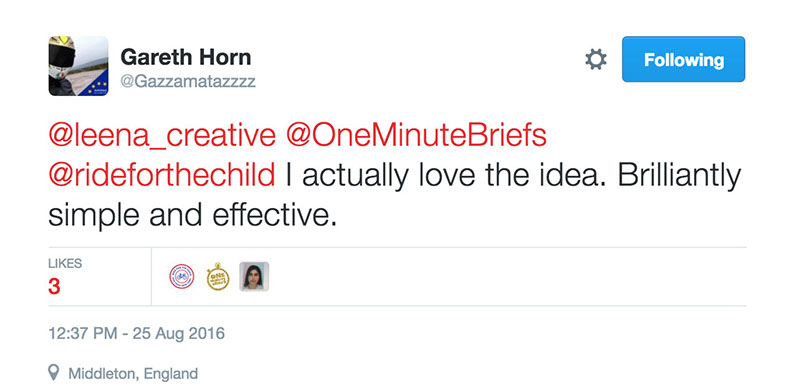 Gareth Horn
@Gazzamatazzzz
Following
@leena_creative @OneMinuteBriefs
@rideforthechild I actually love the idea. Brilliantly
simple and effective.
LIKES
3
12:37 PM - 25 Aug 2016
Middleton, England